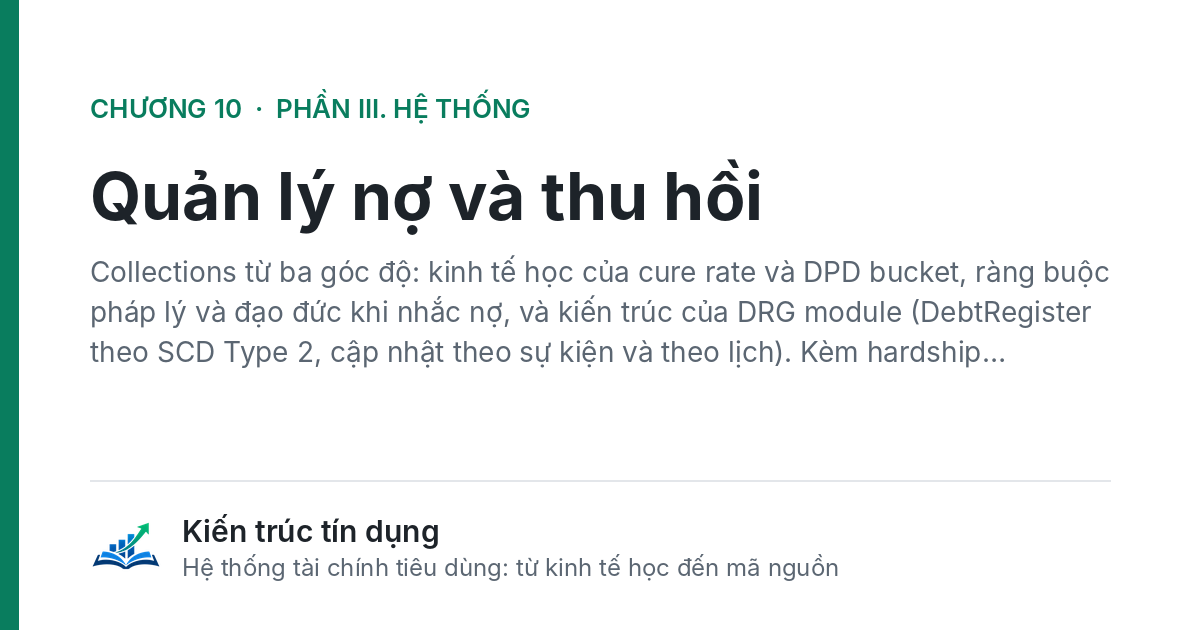 CHƯƠNG 10 · PHẦN III. HỆ THỐNG
Quản lý nợ và thu hồi
Collections từ ba góc độ: kinh tế học của cure rate và DPD bucket, ràng buộc
pháp lý và đạo đức khi nhắc nợ, và kiến trúc của DRG module (DebtRegister
theo SCD Type 2, cập nhật theo sự kiện và theo lịch). Kèm hardship...
Kiến trúc tín dụng
Hệ thống tài chính tiêu dùng: từ kinh tế học đến mã nguồn